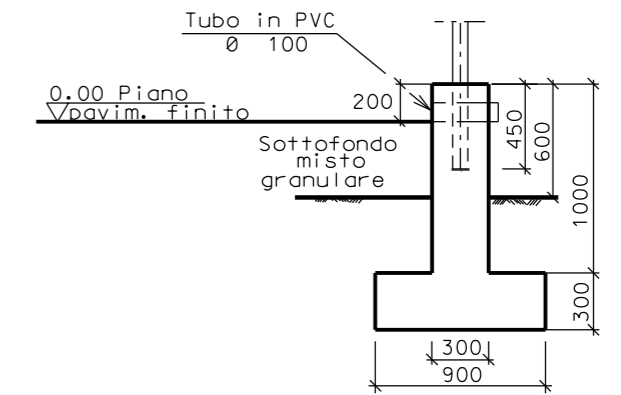 Tubo in PVC
Ø 100
0.00 Piano
pavim. finito
200
Sottofondo
misto
granulare
450
600
1000
300
300
900